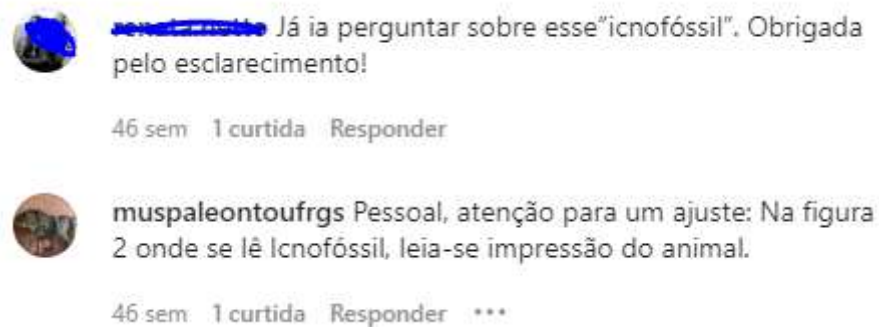 Já ia perguntar sobre esse"icnofóssil". Obrigada
pelo esclarecimento!
46 sem 1 curtida Responder
muspaleontoufrgs Pessoal, atenção para um ajuste: Na figura
2 onde se lê Icnofóssil, leia-se impressão do animal.
46 sem 1 curtida Responder •••